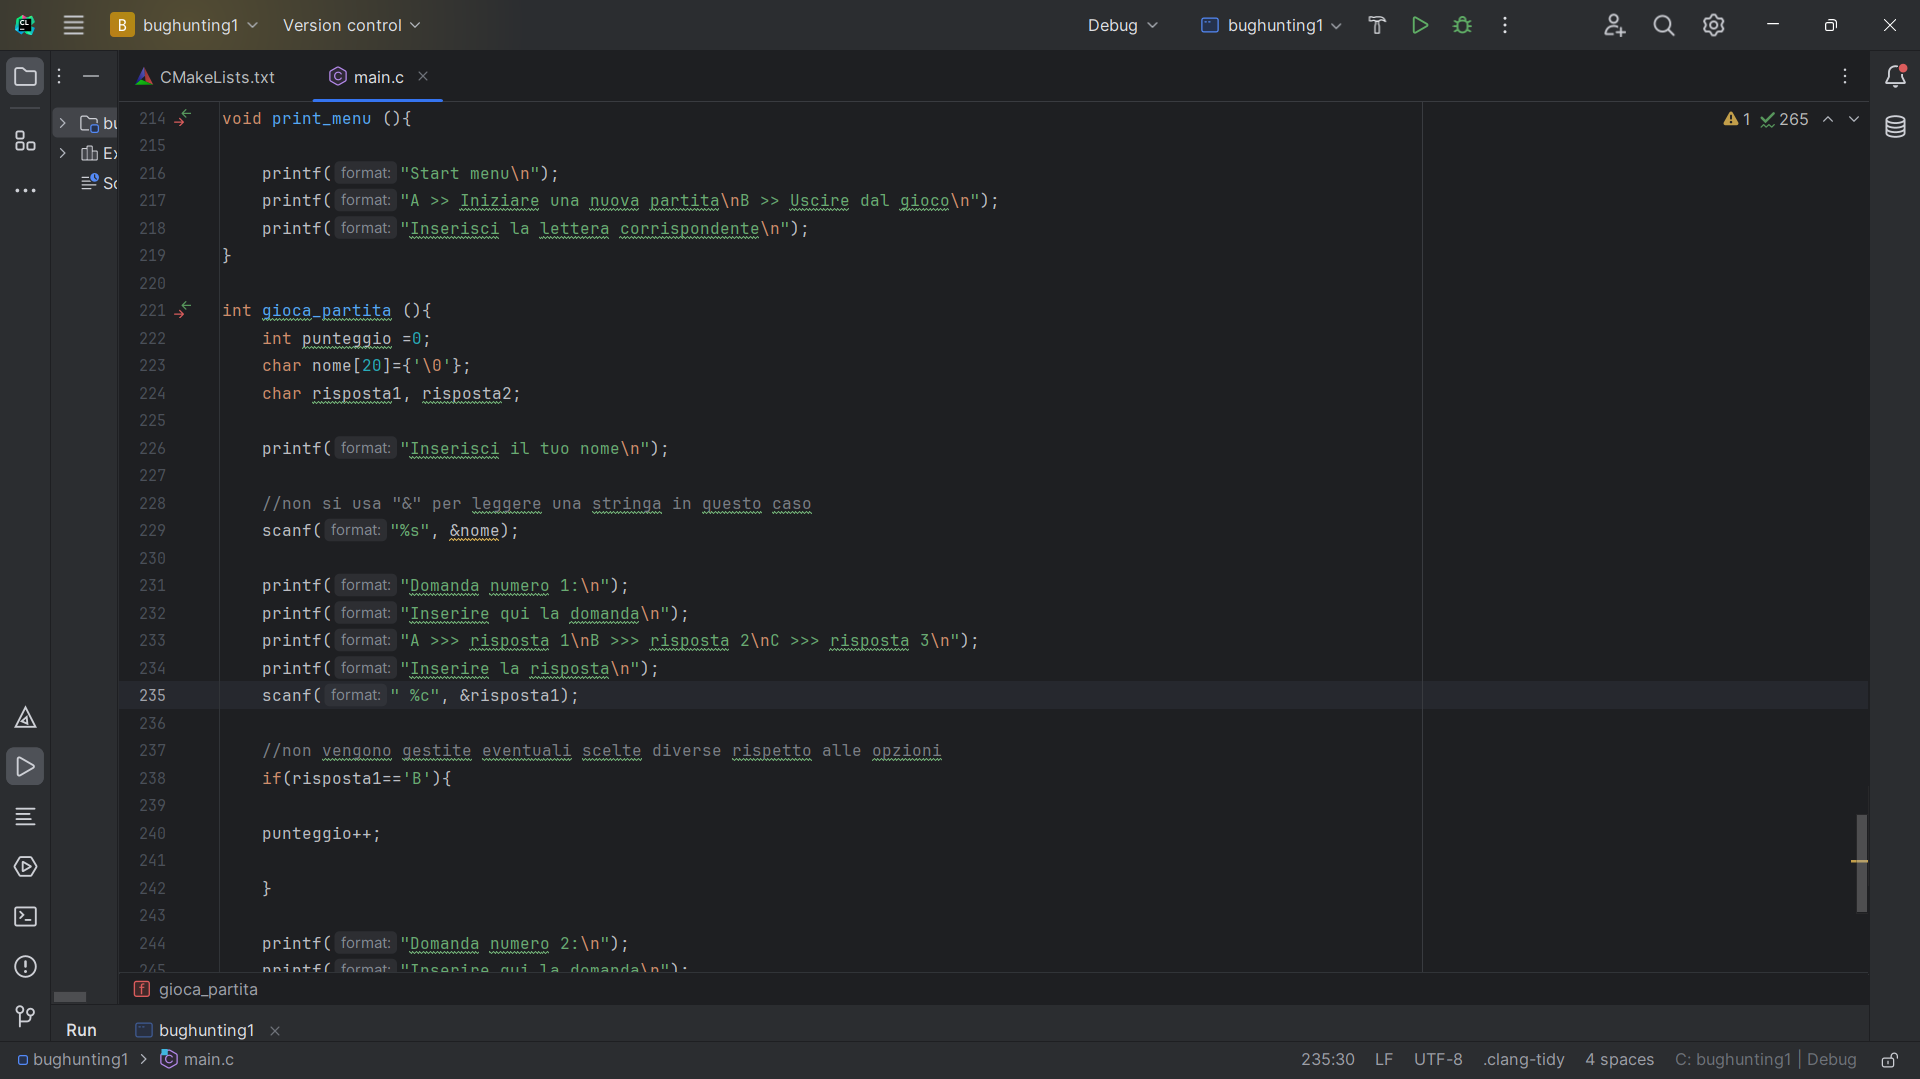 B bughunting1 Version control Debug bughunting1
CMakeLists.txt main.c
214 void print_menu (){
215
216 printf( format: "Start menu\n");
217 printf( format: "A >> Iniziare una nuova partita\nB >> Uscire dal gioco\n");
218 printf( format: "Inserisci la lettera corrispondente\n");
219 }
220
221 int gioca_partita (){
222 int punteggio =0;
223 char nome[20]={'\0'};
224 char risposta1, risposta2;
225
226 printf( format: "Inserisci il tuo nome\n");
227
228 //non si usa "&" per leggere una stringa in questo caso
229 scanf( format: "%s", &nome);
230
231 printf( format: "Domanda numero 1:\n");
232 printf( format: "Inserire qui la domanda\n");
233 printf( format: "A >>> risposta 1\nB >>> risposta 2\nC >>> risposta 3\n");
234 printf( format: "Inserire la risposta\n");
235 scanf( format: " %c", &risposta1);
236
237 //non vengono gestite eventuali scelte diverse rispetto alle opzioni
238 if(risposta1=='B'){
239
240 punteggio++;
241
242 }
243
244 printf( format: "Domanda numero 2:\n");
245 printf( format: "Inserire qui la domanda\n");
1 265
bu
Ex
Sc
f gioca_partita
Run bughunting1
bughunting1 > main.c 235:30 LF UTF-8 .clang-tidy 4 spaces C: bughunting1 | Debug